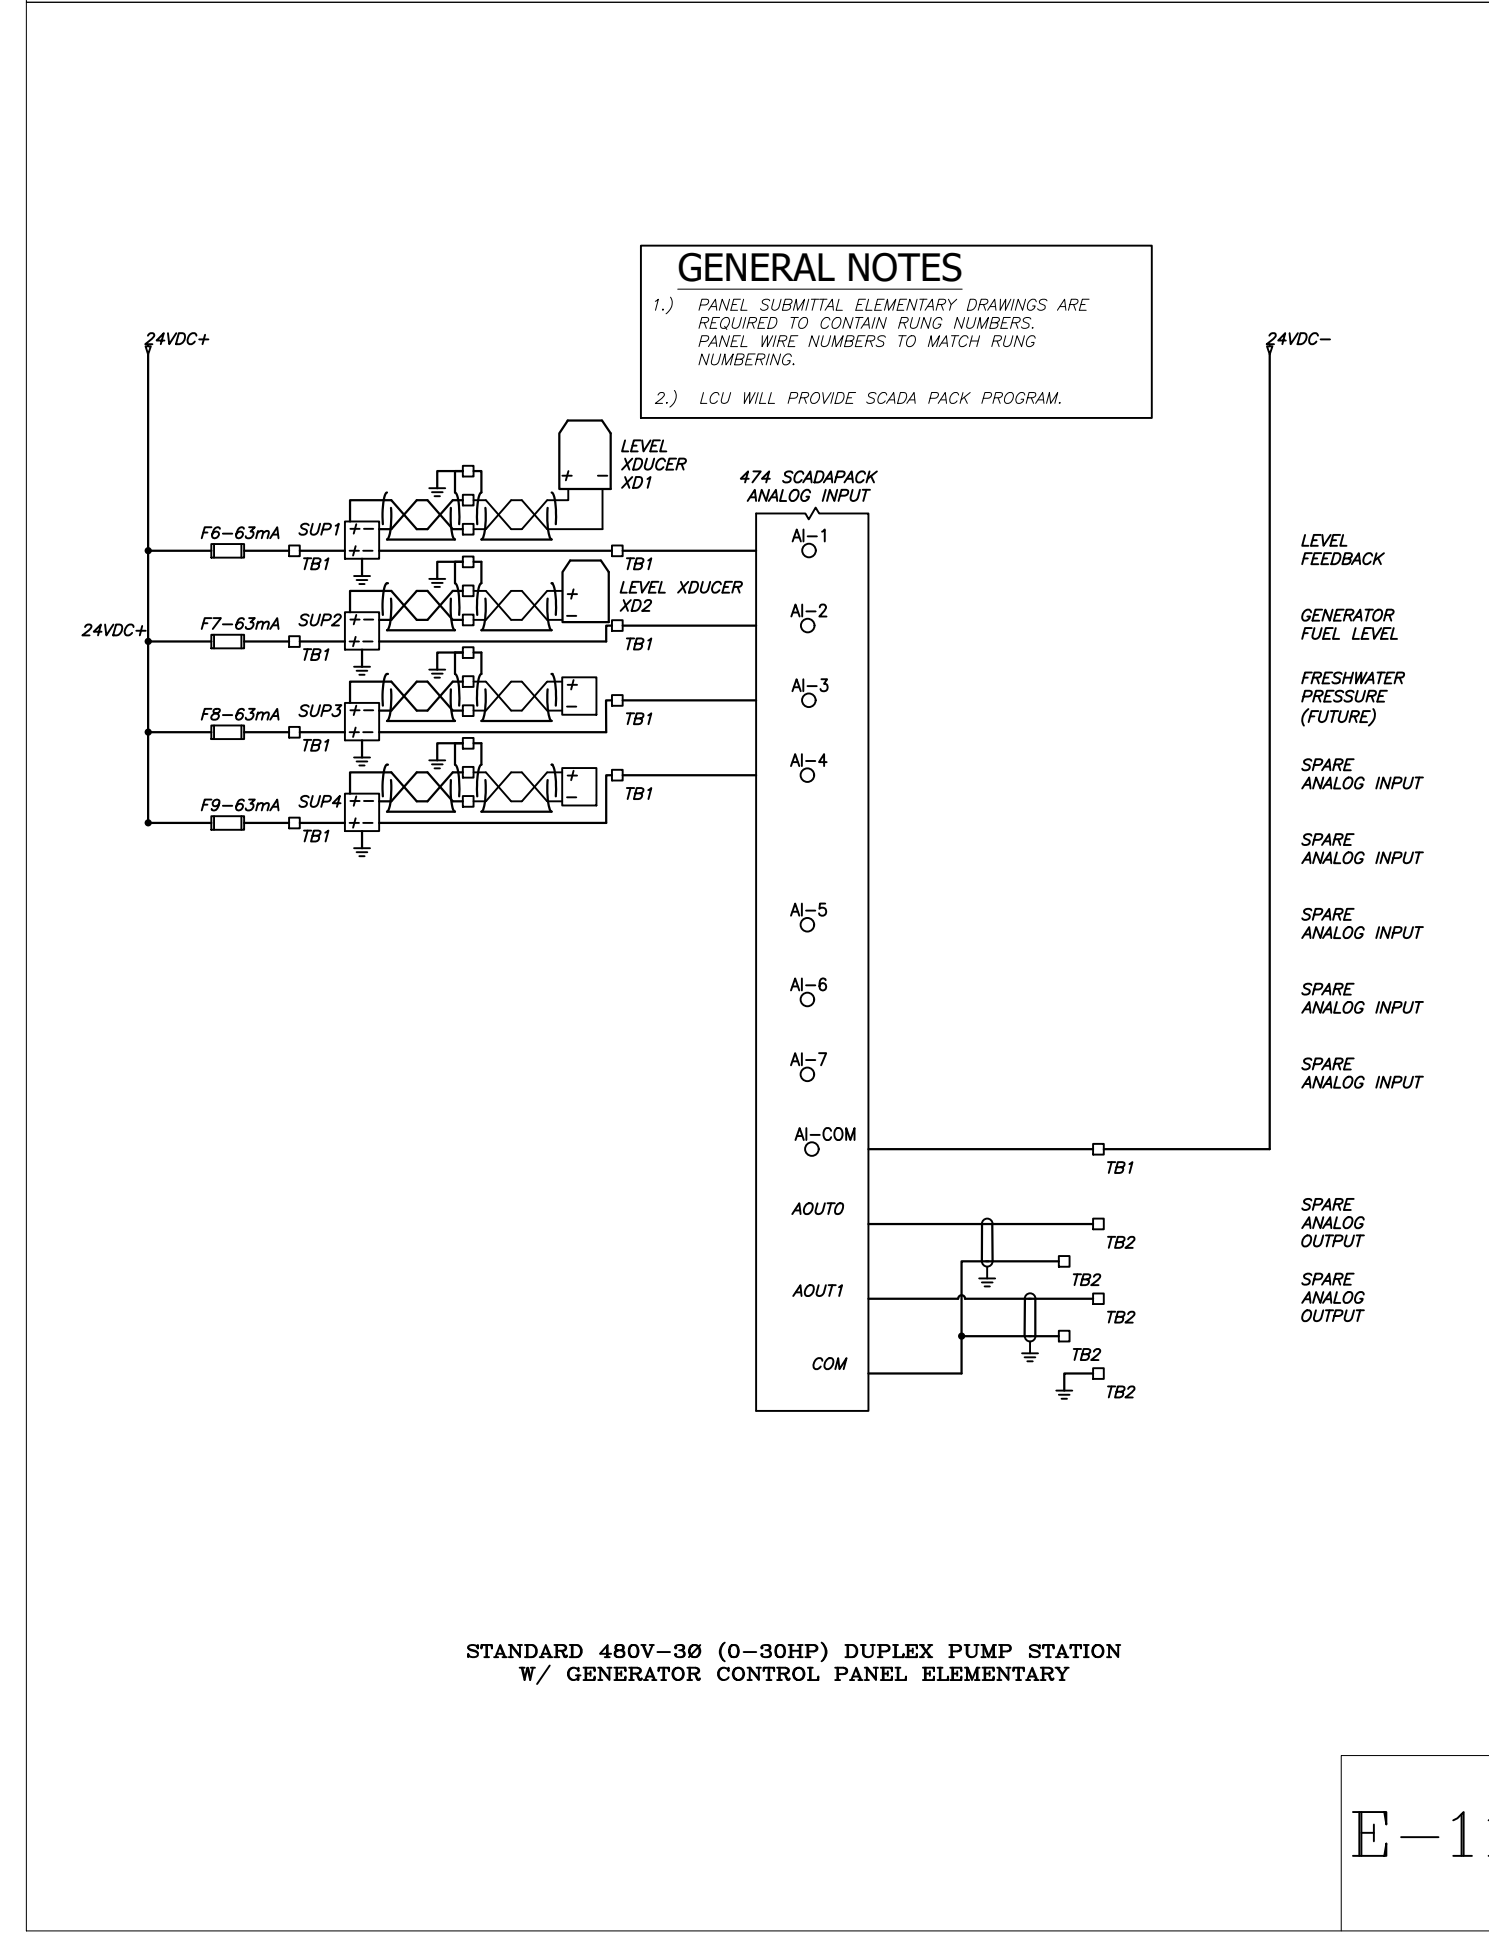 GENERAL NOTES
1.) PANEL SUBMITTAL ELEMENTARY DRAWINGS ARE
REQUIRED TO CONTAIN RUNG NUMBERS.
PANEL WIRE NUMBERS TO MATCH RUNG
NUMBERING.
2.) LCU WILL PROVIDE SCADA PACK PROGRAM.
24VDC+
24VDC-
LEVEL
XDUCER
XD1
+ -
474 SCADAPACK
ANALOG INPUT
F6-63mA
SUP1
+-
+-
TB1
TB1
AI-1
LEVEL
FEEDBACK
LEVEL XDUCER
XD2
+
-
24VDC+
F7-63mA
SUP2
+-
+-
TB1
TB1
AI-2
GENERATOR
FUEL LEVEL
F8-63mA
SUP3
+-
+-
TB1
+
-
TB1
AI-3
FRESHWATER
PRESSURE
(FUTURE)
F9-63mA
SUP4
+-
+-
TB1
+
-
TB1
AI-4
SPARE
ANALOG INPUT
SPARE
ANALOG INPUT
AI-5
SPARE
ANALOG INPUT
AI-6
SPARE
ANALOG INPUT
AI-7
SPARE
ANALOG INPUT
AI-COM
TB1
AOUT0
TB2
SPARE
ANALOG
OUTPUT
TB2
AOUT1
TB2
SPARE
ANALOG
OUTPUT
TB2
COM
TB2
STANDARD 480V-3Ø (0-30HP) DUPLEX PUMP STATION
W/ GENERATOR CONTROL PANEL ELEMENTARY
E-1